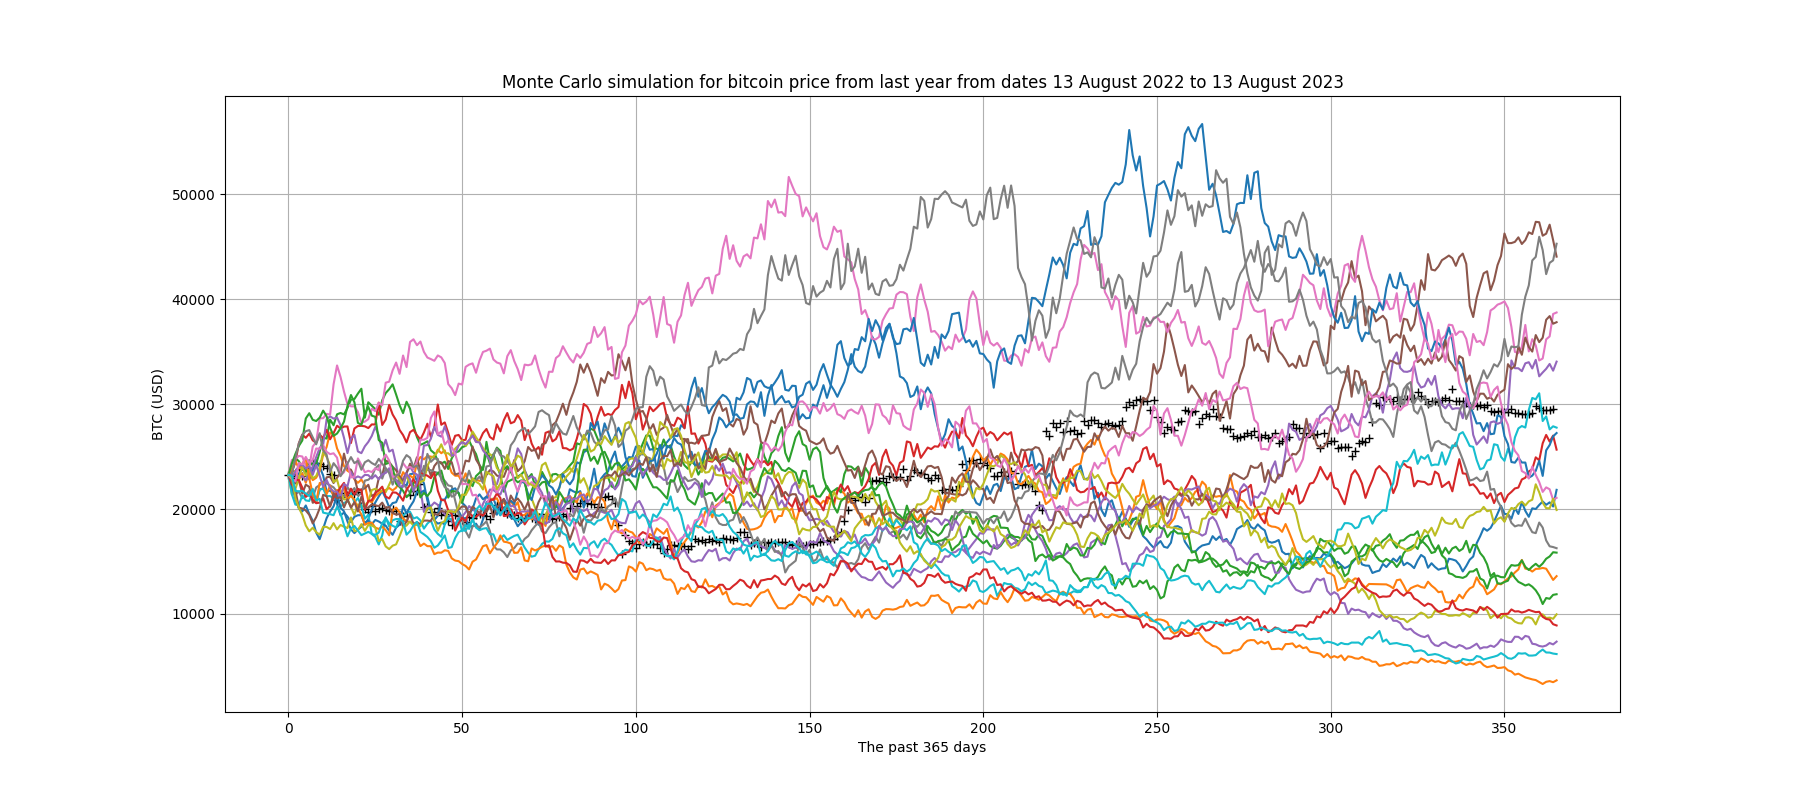 Monte Carlo simulation for bitcoin price from last year from dates 13 August 2022 to 13 August 2023
BTC (USD)
50000
40000
30000
20000
10000
0 50 100 150 200 250 300 350
The past 365 days